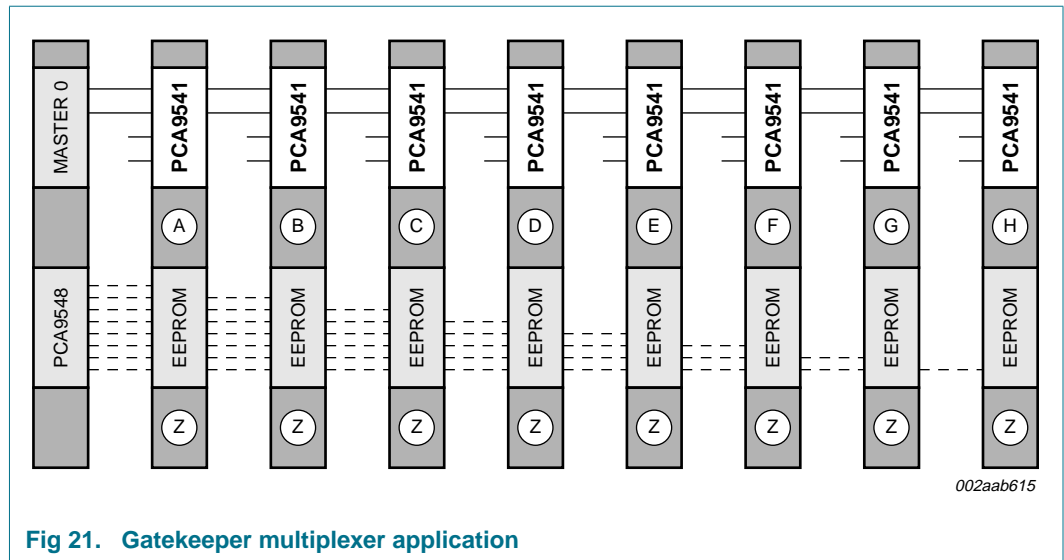 MASTER 0
PCA9541
PCA9541
PCA9541
PCA9541
PCA9541
PCA9541
PCA9541
PCA9541
A
B
C
D
E
F
G
H
PCA9548
EEPROM
EEPROM
EEPROM
EEPROM
EEPROM
EEPROM
EEPROM
EEPROM
Z
Z
Z
Z
Z
Z
Z
Z
002aab615
Fig 21. Gatekeeper multiplexer application